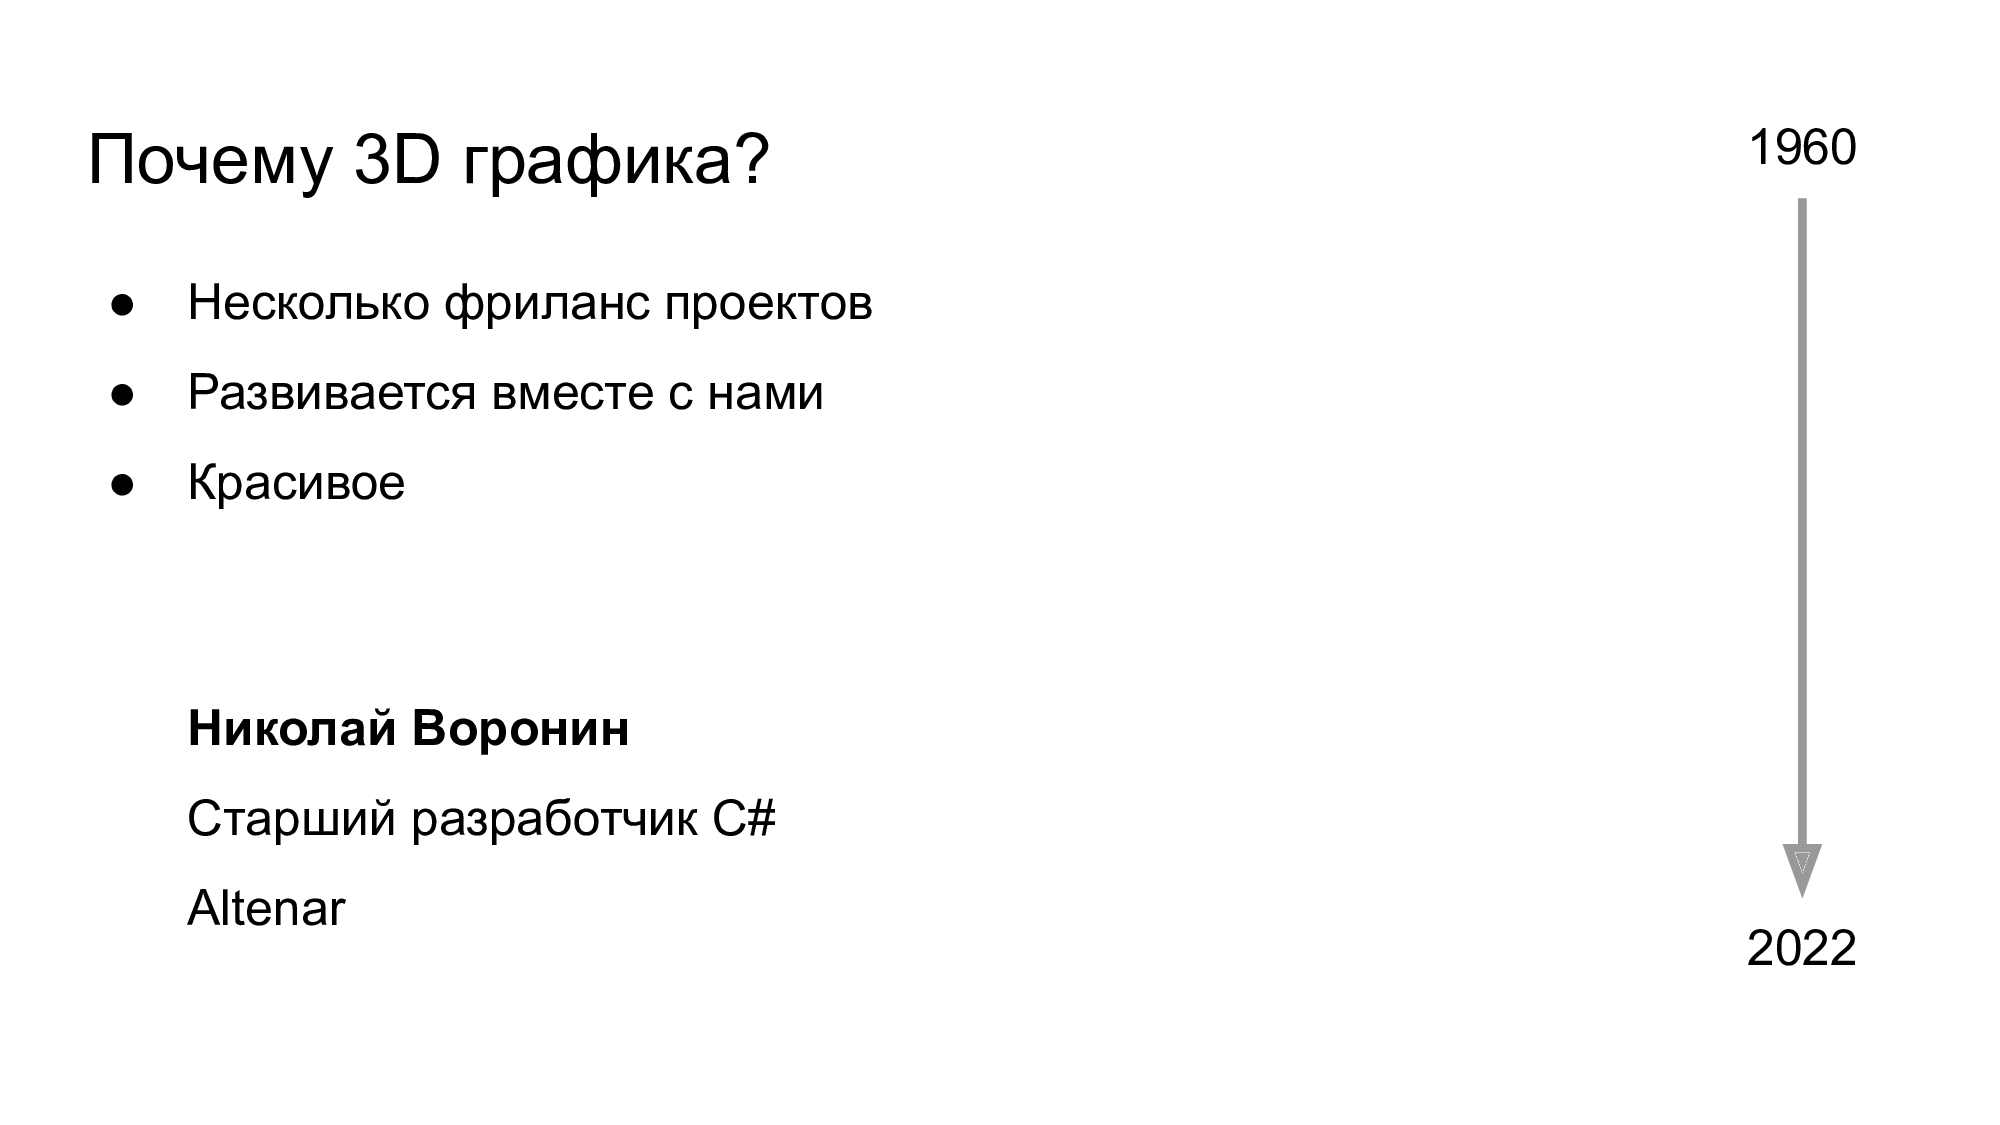 Почему 3D графика?
● Несколько фриланс проектов
● Развивается вместе с нами
● Красивое
Николай Воронин
Старший разработчик C#
Altenar
1960
2022